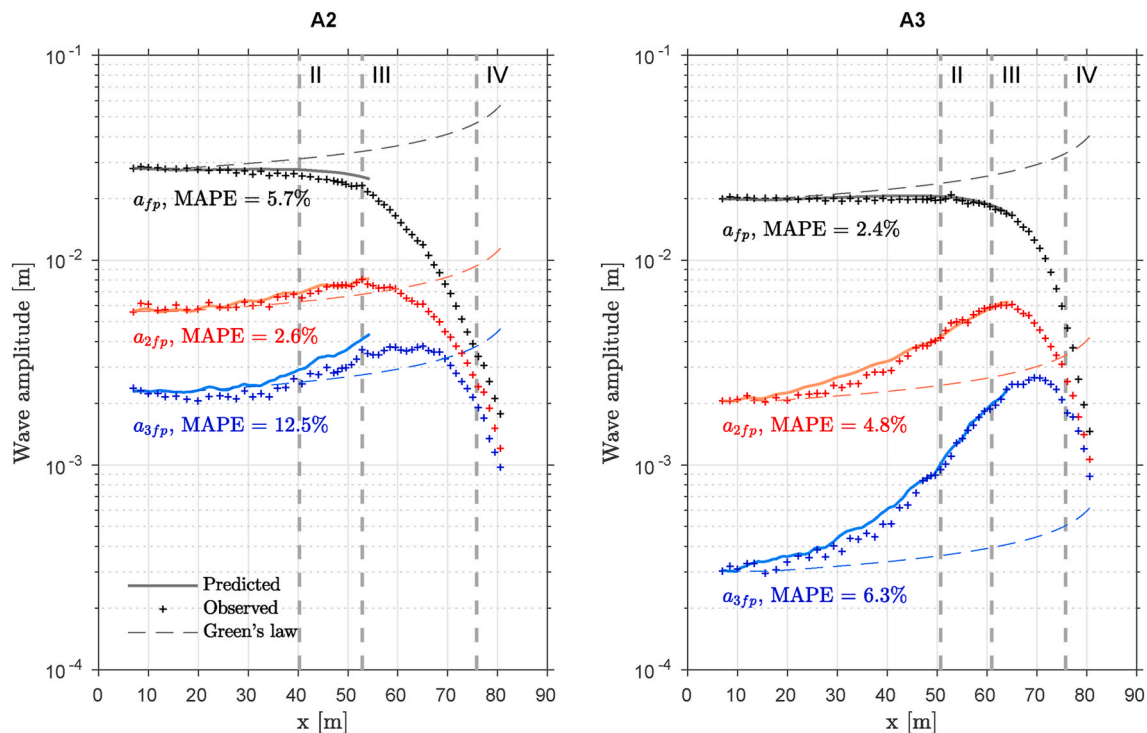 A2
Wave amplitude [m]
10⁻¹
10⁻²
10⁻³
10⁻⁴
II III IV
a_fp, MAPE = 5.7%
a_2fp, MAPE = 2.6%
a_3fp, MAPE = 12.5%
Predicted
Observed
Green's law
0 10 20 30 40 50 60 70 80 90
x [m]
A3
Wave amplitude [m]
10⁻¹
10⁻²
10⁻³
10⁻⁴
II III IV
a_fp, MAPE = 2.4%
a_2fp, MAPE = 4.8%
a_3fp, MAPE = 6.3%
0 10 20 30 40 50 60 70 80 90
x [m]